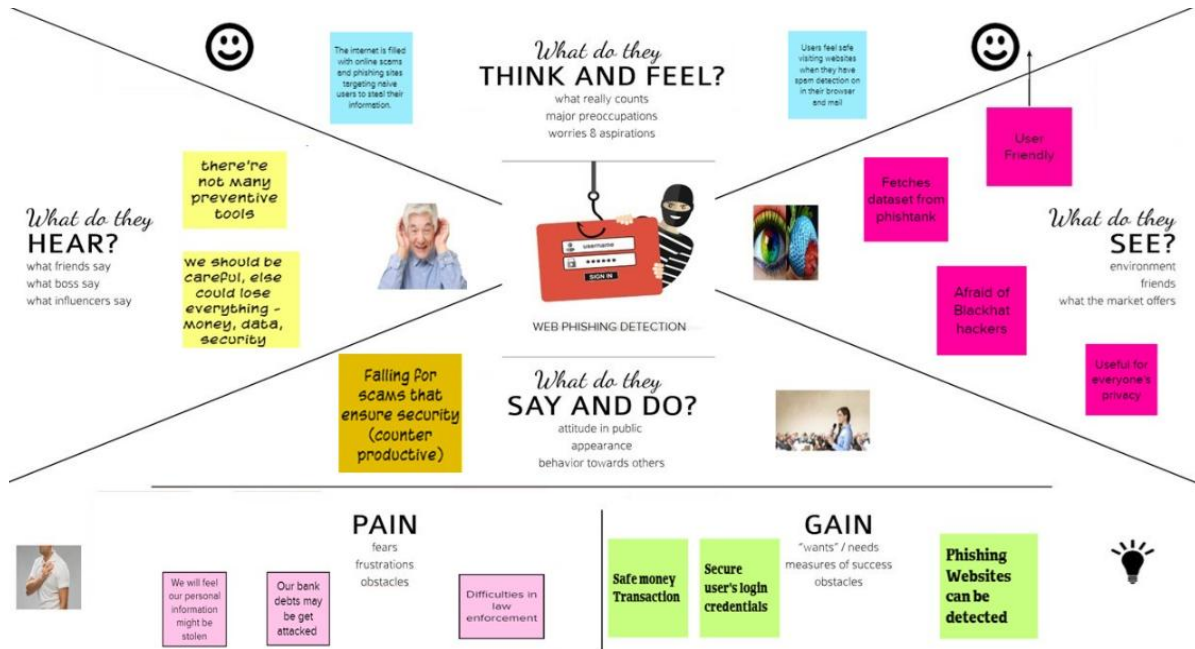 The internet is filled
with online scams
and phishing sites
targeting naive
users to steal their
information.
What do they
THINK AND FEEL?
what really counts
major preoccupations
worries & aspirations
Users feel safe
visiting websites
when they have
spam detection on
in their browser
and mail
What do they
HEAR?
what friends say
what boss say
what influencers say
there're
not many
preventive
tools
we should be
careful, else
could lose
everything -
money, data,
security
username
SIGN IN
WEB PHISHING DETECTION
User
Friendly
Fetches
dataset from
phishtank
Afraid of
Blackhat
hackers
Useful for
everyone's
privacy
What do they
SEE?
environment
friends
what the market offers
Falling for
scams that
ensure security
(counter
productive)
What do they
SAY AND DO?
attitude in public
appearance
behavior towards others
PAIN
fears
frustrations
obstacles
We will feel
our personal
information
might be
stolen
Our bank
debts may
be get
attacked
Difficulties in
law
enforcement
GAIN
"wants" / needs
measures of success
obstacles
Safe money
Transaction
Secure
user's login
credentials
Phishing
Websites
can be
detected